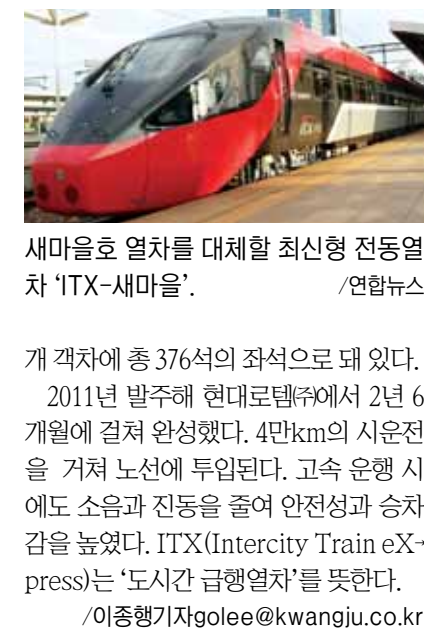 새마을호 열차를 대체할 최신형 전동열
차 ‘ITX-새마을’. /연합뉴스
개 객차에 총 376석의 좌석으로 돼 있다.
2011년 발주해 현대로템㈜에서 2년 6
개월에 걸쳐 완성했다. 4만km의 시운전
을 거쳐 노선에 투입된다. 고속 운행 시
에도 소음과 진동을 줄여 안전성과 승차
감을 높였다. ITX(Intercity Train eX-
press)는 ‘도시간 급행열차’를 뜻한다.
/이종행기자golee@kwangju.co.kr